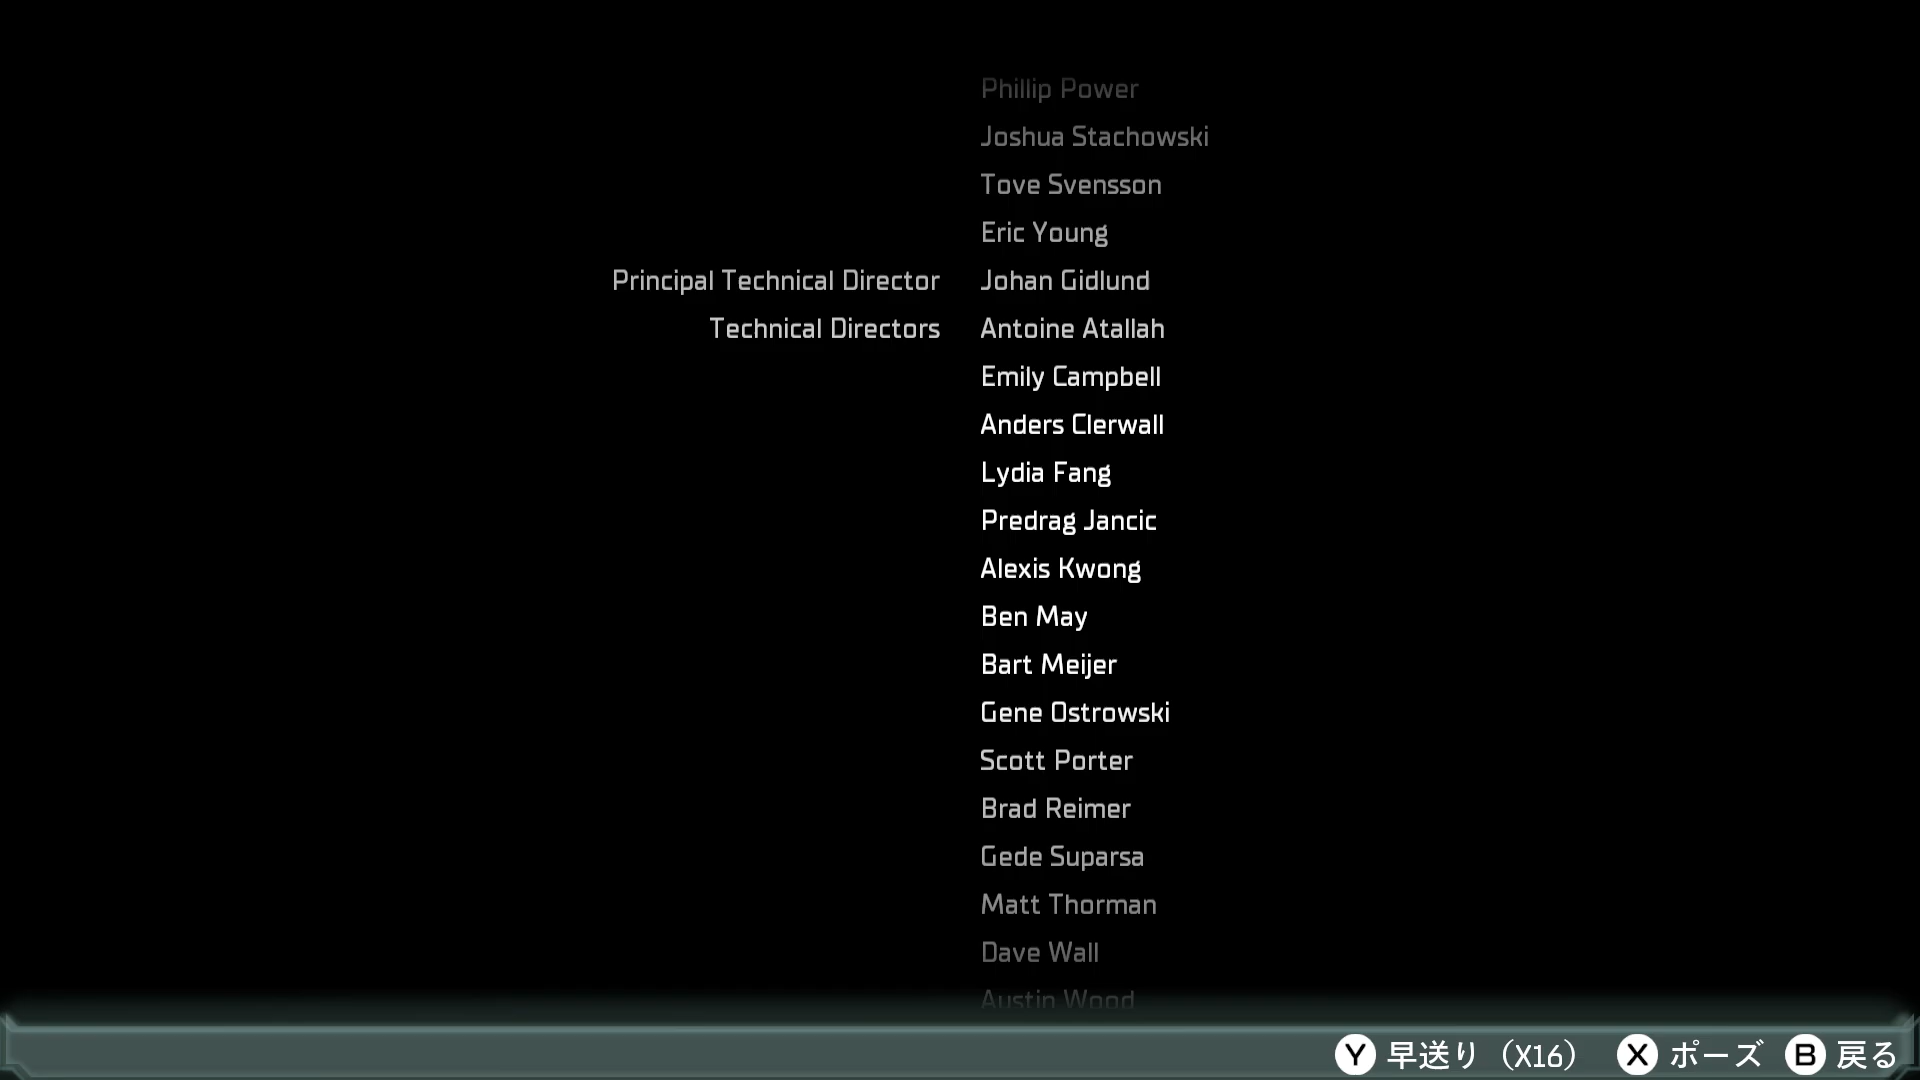 Phillip Power
Joshua Stachowski
Tove Svensson
Eric Young
Principal Technical Director Johan Gidlund
Technical Directors Antoine Atallah
Emily Campbell
Anders Clerwall
Lydia Fang
Predrag Jancic
Alexis Kwong
Ben May
Bart Meijer
Gene Ostrowski
Scott Porter
Brad Reimer
Gede Suparsa
Matt Thorman
Dave Wall
Austin Wood
Y 早送り（X16） X ポーズ B 戻る